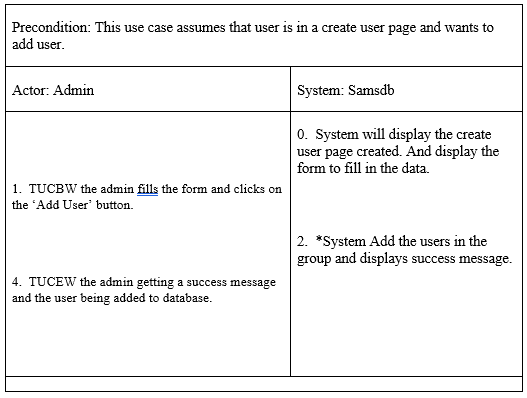 Precondition: This use case assumes that user is in a create user page and wants to
add user.
Actor: Admin
System: Samsdb
0. System will display the create
user page created. And display the
form to fill in the data.
1. TUCBW the admin fills the form and clicks on
the ‘Add User’ button.
2. *System Add the users in the
group and displays success message.
4. TUCEW the admin getting a success message
and the user being added to database.